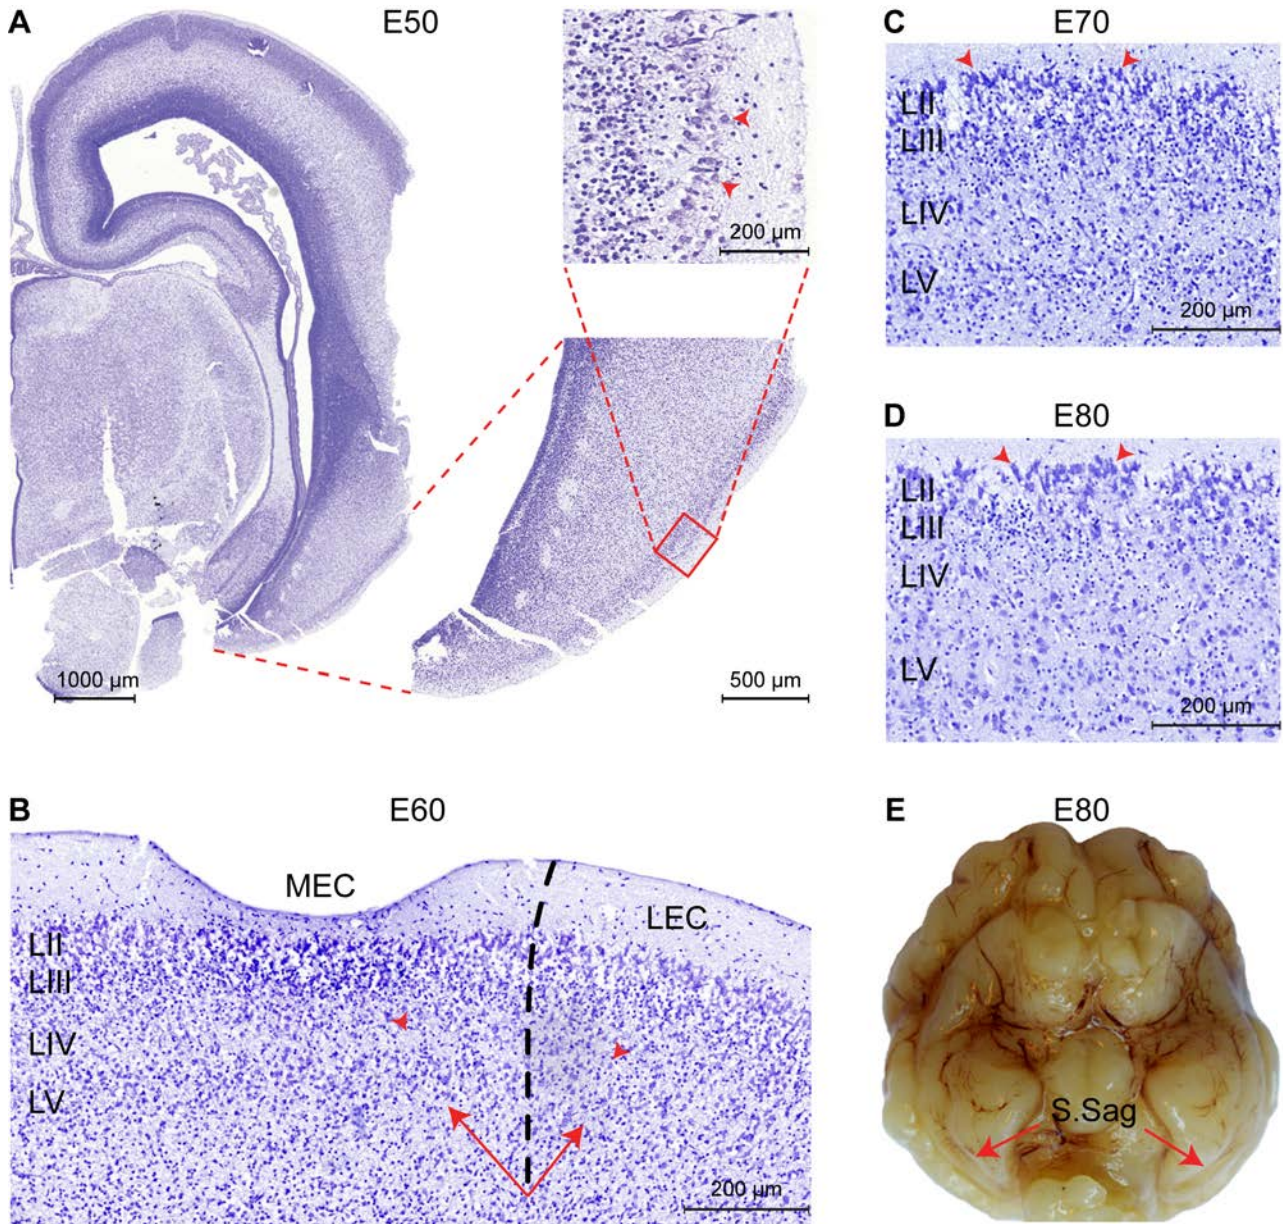 A
E50
200 µm
1000 µm
500 µm
B
E60
MEC
LEC
LII
LIII
LIV
LV
200 µm
C
E70
LII
LIII
LIV
LV
200 µm
D
E80
LII
LIII
LIV
LV
200 µm
E
E80
S.Sag